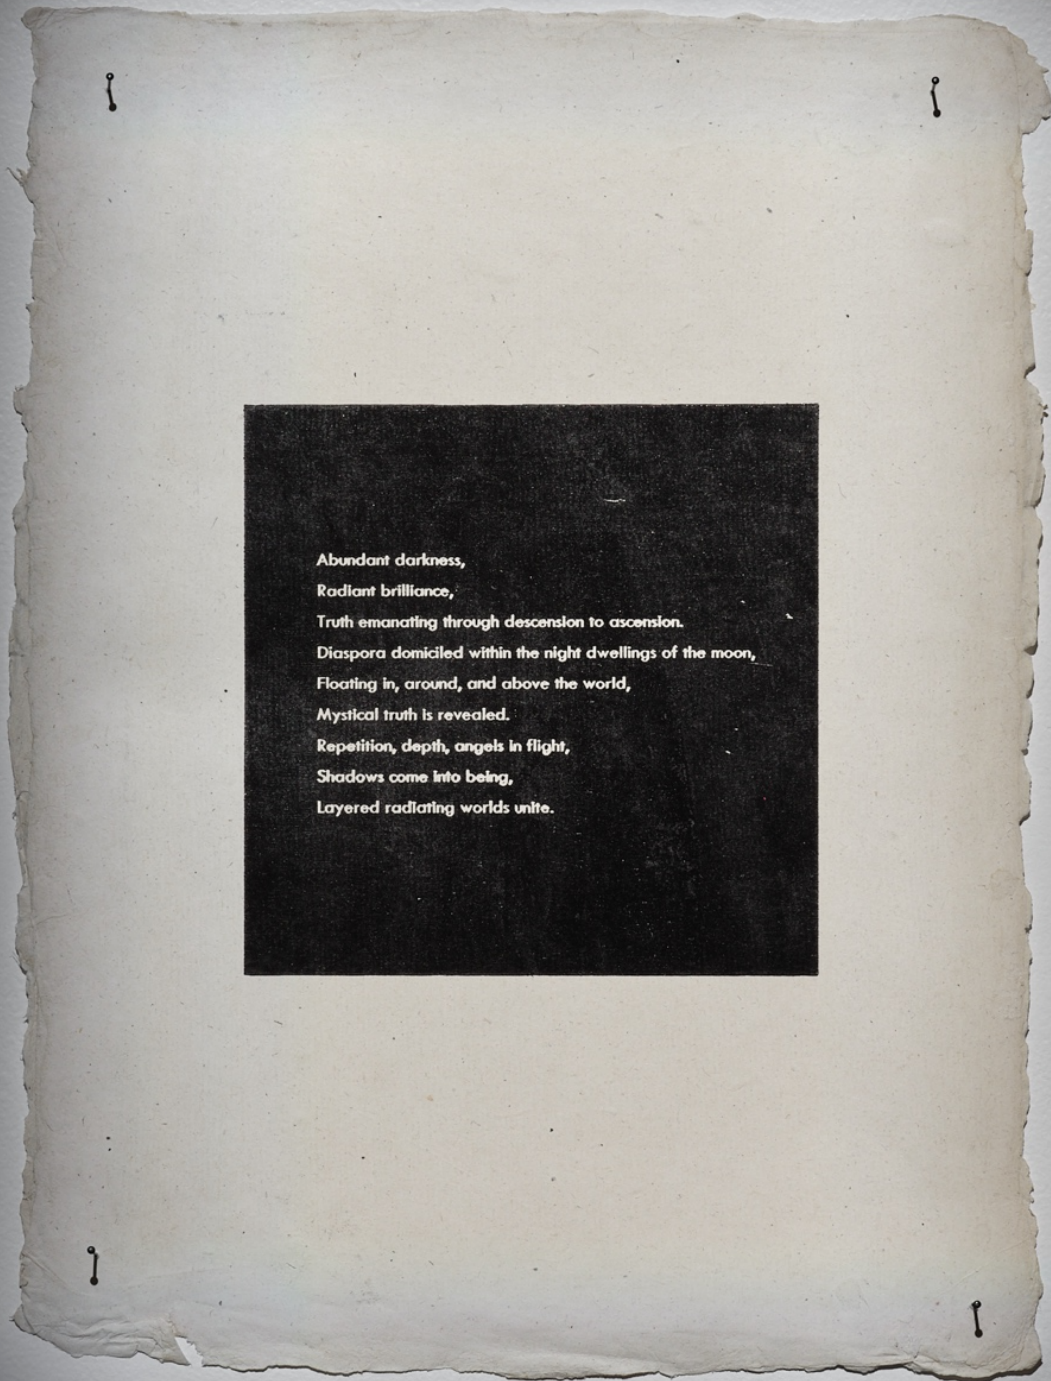 Abundant darkness,
Radiant brilliance,
Truth emanating through descension to ascension.
Diaspora domiciled within the night dwellings of the moon,
Floating in, around, and above the world,
Mystical truth is revealed.
Repetition, depth, angels in flight,
Shadows come into being,
Layered radiating worlds unite.